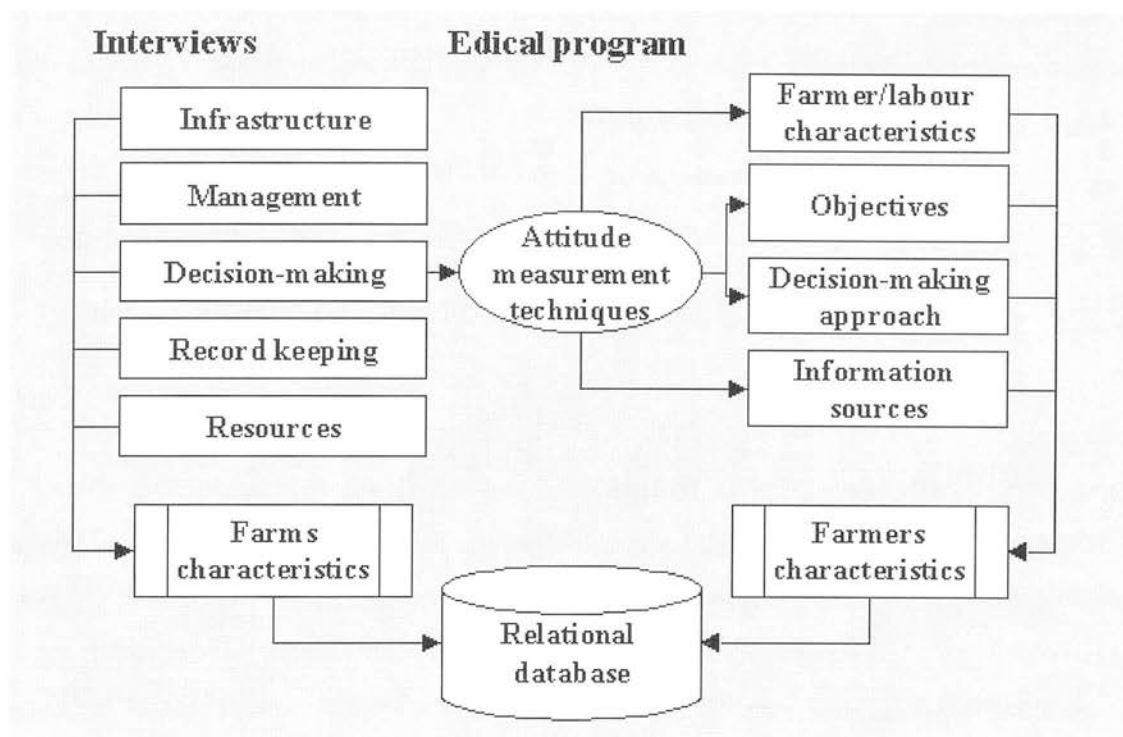 Interviews
Edical program
Infrastructure
Management
Decision-making
Record keeping
Resources
Farms
characteristics
Attitude
measurement
techniques
Farmer/labour
characteristics
Objectives
Decision-making
approach
Information
sources
Farmers
characteristics
Relational
database